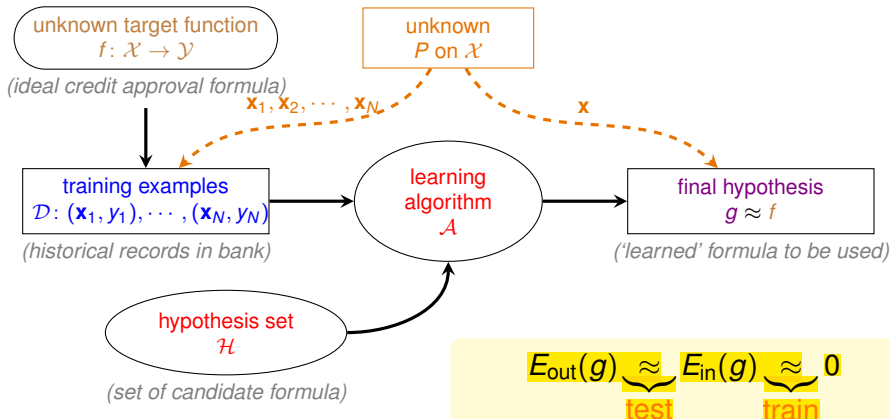 unknown target function
f : 𝒳 → 𝒴
(ideal credit approval formula)
unknown
P on 𝒳
x₁, x₂, ⋯ , x_N
x
training examples
𝒟 : (x₁, y₁), ⋯ , (x_N, y_N)
(historical records in bank)
learning
algorithm
𝒜
final hypothesis
g ≈ f
(‘learned’ formula to be used)
hypothesis set
ℋ
(set of candidate formula)
E_out(g) ≈ E_in(g) ≈ 0
test train